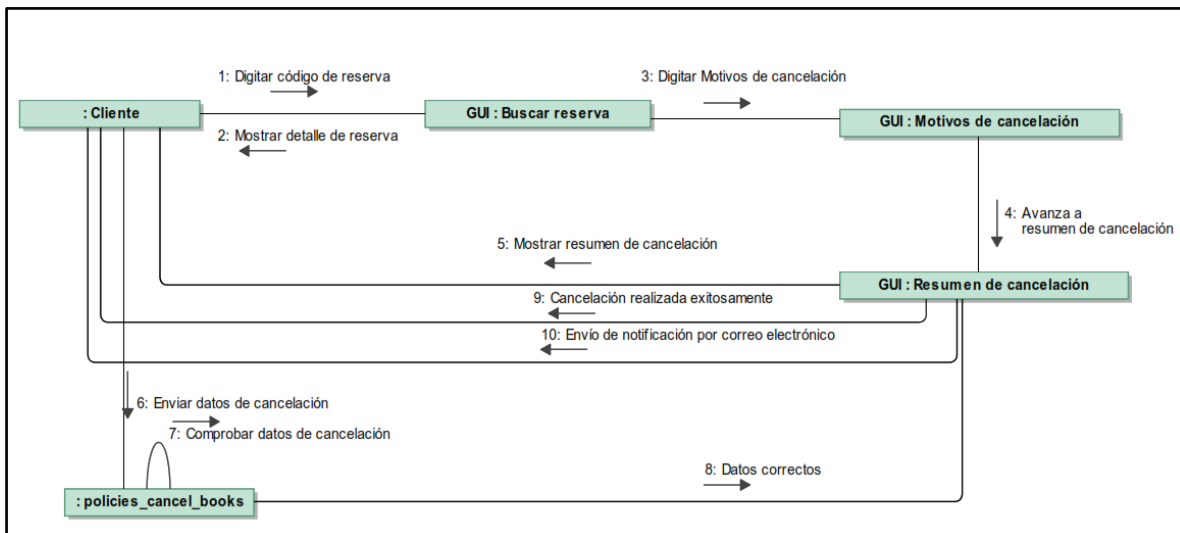 1: Digitar código de reserva
3: Digitar Motivos de cancelación
: Cliente
GUI : Buscar reserva
GUI : Motivos de cancelación
2: Mostrar detalle de reserva
4: Avanza a
resumen de cancelación
5: Mostrar resumen de cancelación
GUI : Resumen de cancelación
9: Cancelación realizada exitosamente
10: Envío de notificación por correo electrónico
6: Enviar datos de cancelación
7: Comprobar datos de cancelación
8: Datos correctos
: policies_cancel_books